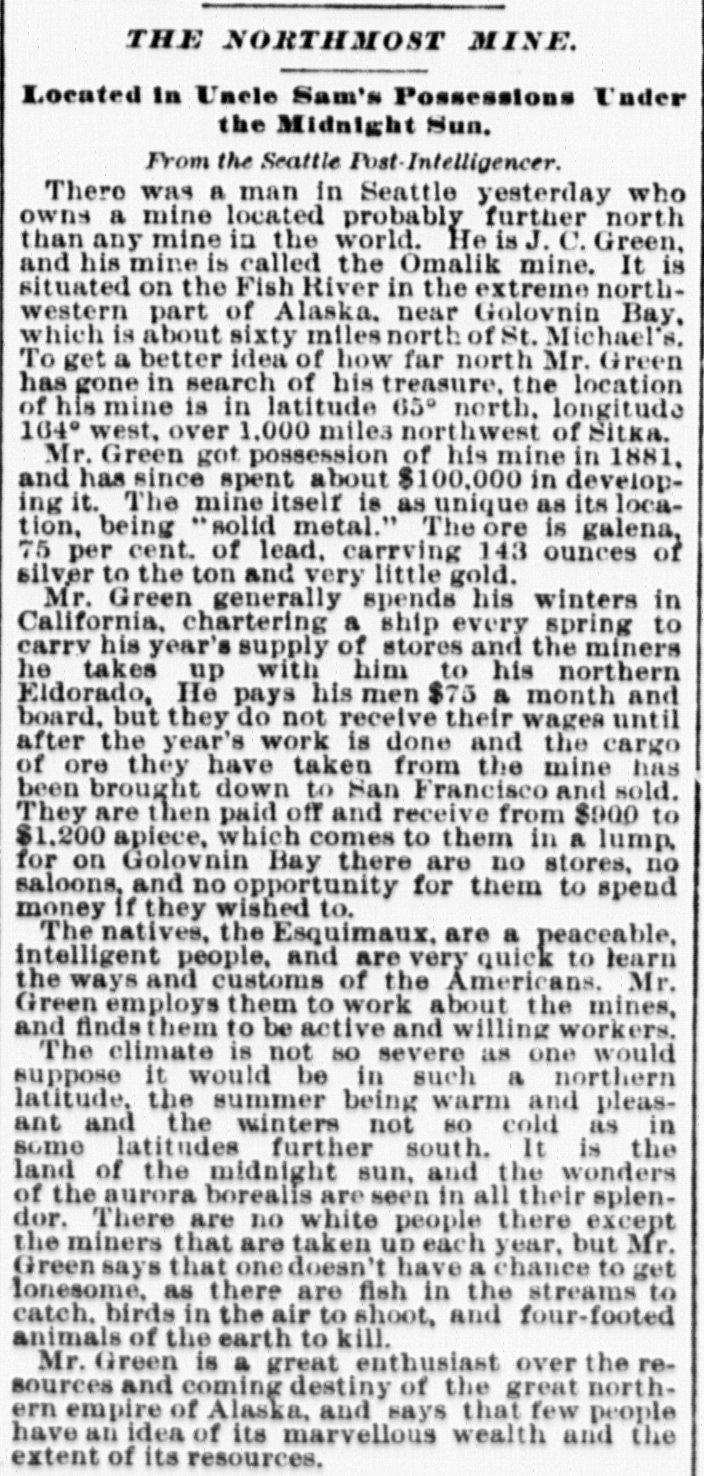 THE NORTHMOST MINE.
Located in Uncle Sam's Possessions Under
the Midnight Sun.
From the Seattle Post-Intelligencer.
There was a man in Seattle yesterday who
owns a mine located probably further north
than any mine in the world. He is J. C. Green,
and his mine is called the Omalik mine. It is
situated on the Fish River in the extreme north-
western part of Alaska, near Golovnin Bay,
which is about sixty miles north of St. Michael's.
To get a better idea of how far north Mr. Green
has gone in search of his treasure, the location
of his mine is in latitude 65° north, longitude
164° west, over 1,000 miles northwest of Sitka.
Mr. Green got possession of his mine in 1881,
and has since spent about $100,000 in develop-
ing it. The mine itself is as unique as its loca-
tion, being "solid metal." The ore is galena,
75 per cent. of lead, carrying 143 ounces of
silver to the ton and very little gold.
Mr. Green generally spends his winters in
California, chartering a ship every spring to
carry his year's supply of stores and the miners
he takes up with him to his northern
Eldorado. He pays his men $75 a month and
board, but they do not receive their wages until
after the year's work is done and the cargo
of ore they have taken from the mine has
been brought down to San Francisco and sold.
They are then paid off and receive from $900 to
$1,200 apiece, which comes to them in a lump,
for on Golovnin Bay there are no stores, no
saloons, and no opportunity for them to spend
money if they wished to.
The natives, the Esquimaux, are a peaceable,
intelligent people, and are very quick to learn
the ways and customs of the Americans. Mr.
Green employs them to work about the mines,
and finds them to be active and willing workers.
The climate is not so severe as one would
suppose it would be in such a northern
latitude, the summer being warm and pleas-
ant and the winters not so cold as in
some latitudes further south. It is the
land of the midnight sun, and the wonders
of the aurora borealis are seen in all their splen-
dor. There are no white people there except
the miners that are taken up each year, but Mr.
Green says that one doesn't have a chance to get
lonesome, as there are fish in the streams to
catch, birds in the air to shoot, and four-footed
animals of the earth to kill.
Mr. Green is a great enthusiast over the re-
sources and coming destiny of the great north-
ern empire of Alaska, and says that few people
have an idea of its marvellous wealth and the
extent of its resources.